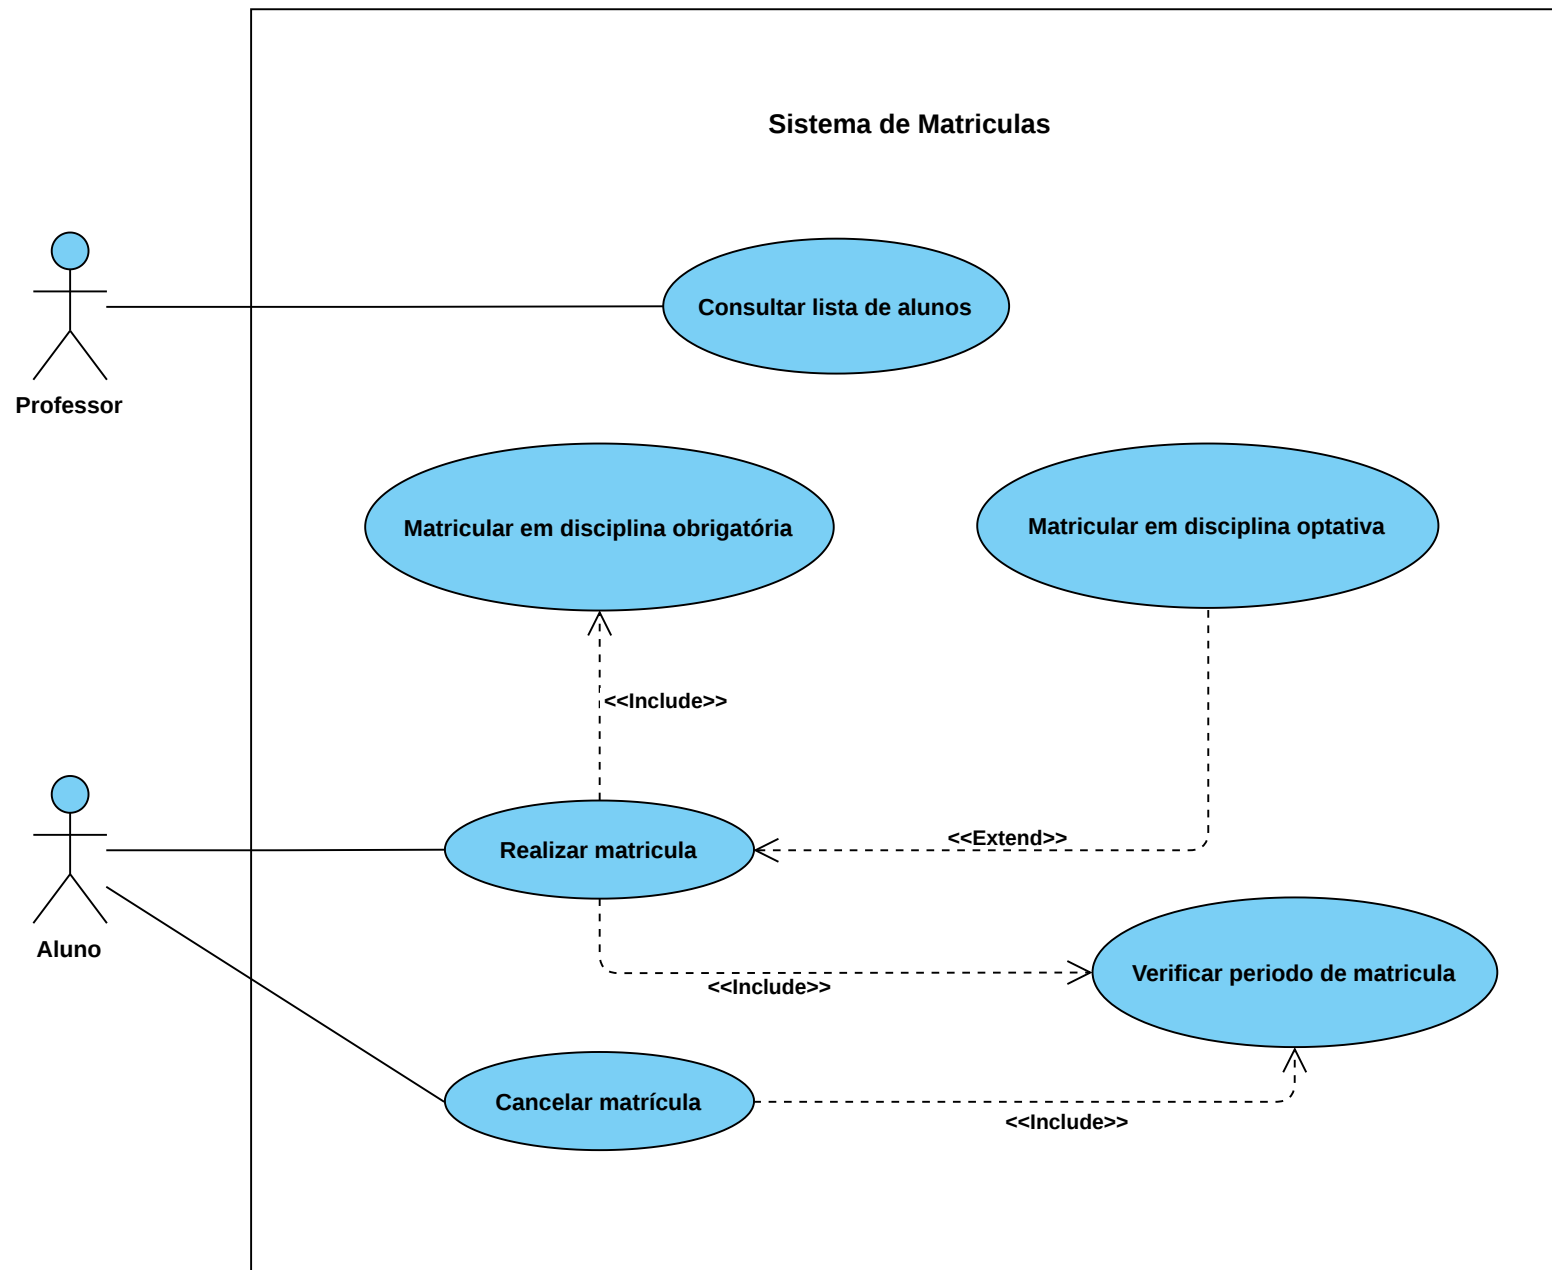 Sistema de Matriculas
Consultar lista de alunos
Professor
Matricular em disciplina obrigatória
Matricular em disciplina optativa
<<Include>>
<<Extend>>
Realizar matricula
Aluno
Verificar periodo de matricula
<<Include>>
Cancelar matrícula
<<Include>>